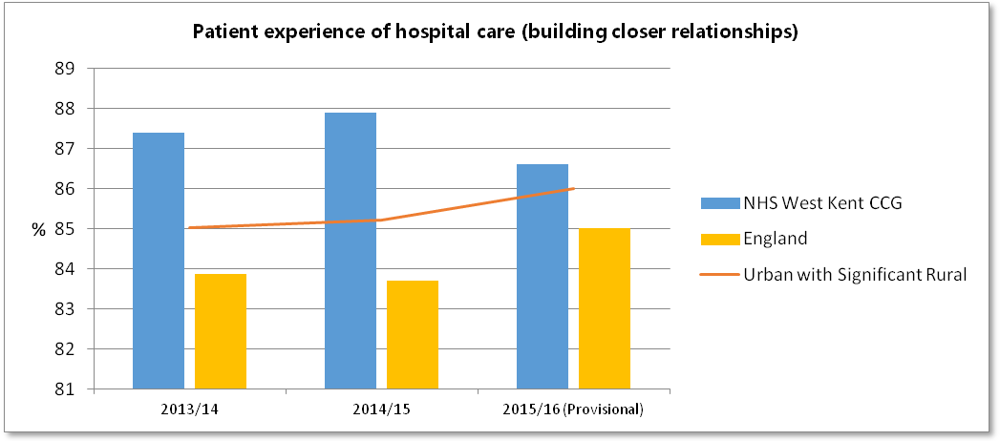 Patient experience of hospital care (building closer relationships)
89
88
87
86
85
84
83
82
81
%
2013/14
2014/15
2015/16 (Provisional)
NHS West Kent CCG
England
Urban with Significant Rural